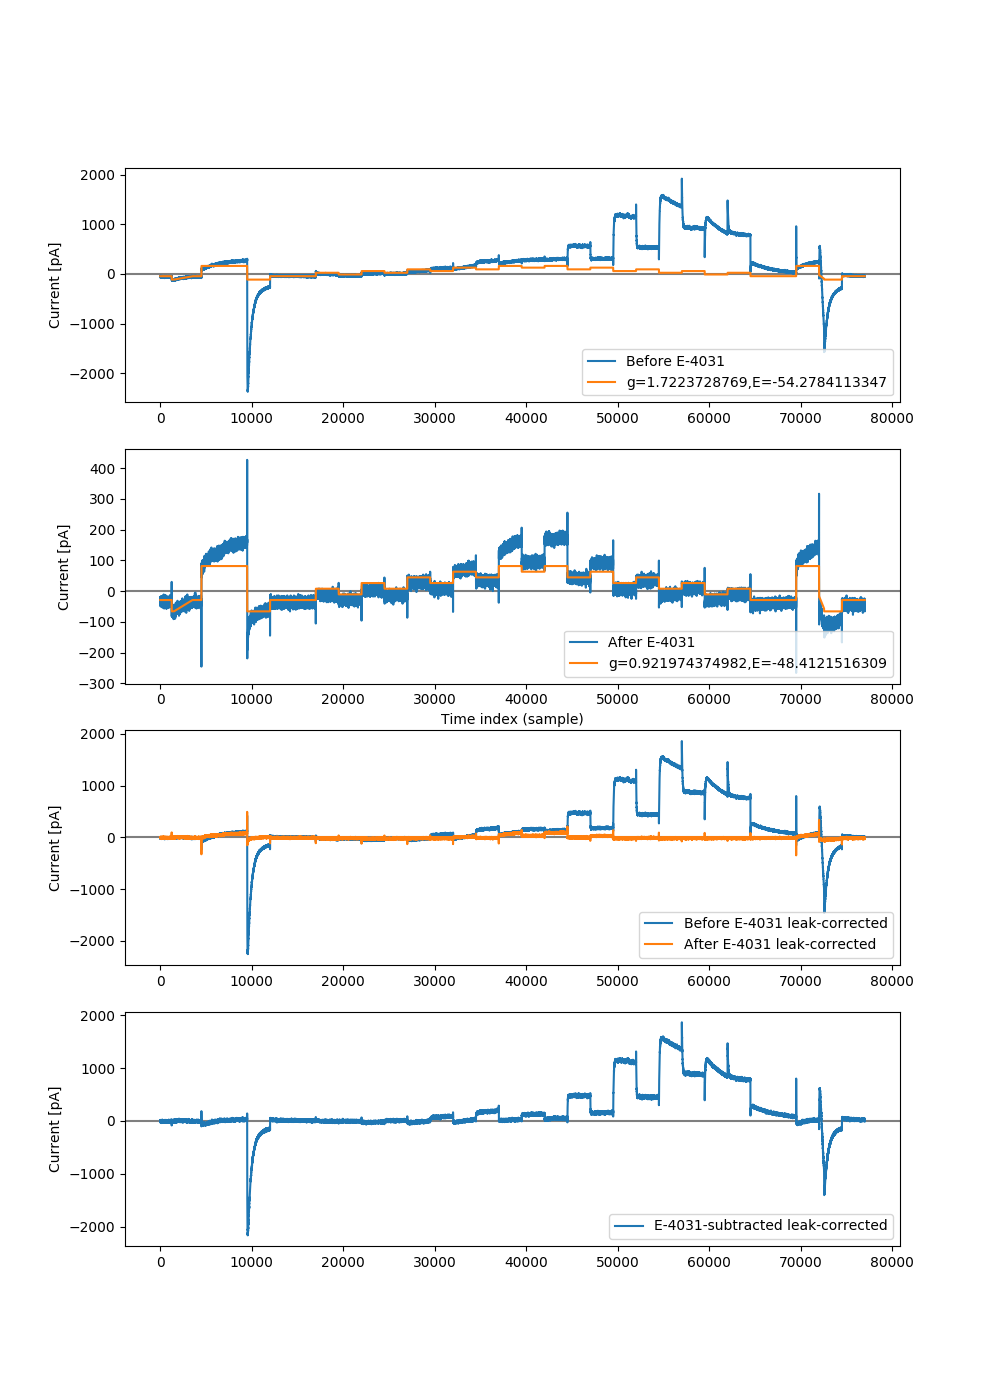 2000
1000
0
−1000
−2000
Current [pA]
Before E-4031
g=1.7223728769,E=-54.2784113347
0 10000 20000 30000 40000 50000 60000 70000 80000
400
300
200
100
0
−100
−200
−300
Current [pA]
After E-4031
g=0.921974374982,E=-48.4121516309
0 10000 20000 30000 40000 50000 60000 70000 80000
Time index (sample)
2000
1000
0
−1000
−2000
Current [pA]
Before E-4031 leak-corrected
After E-4031 leak-corrected
0 10000 20000 30000 40000 50000 60000 70000 80000
2000
1000
0
−1000
−2000
Current [pA]
E-4031-subtracted leak-corrected
0 10000 20000 30000 40000 50000 60000 70000 80000